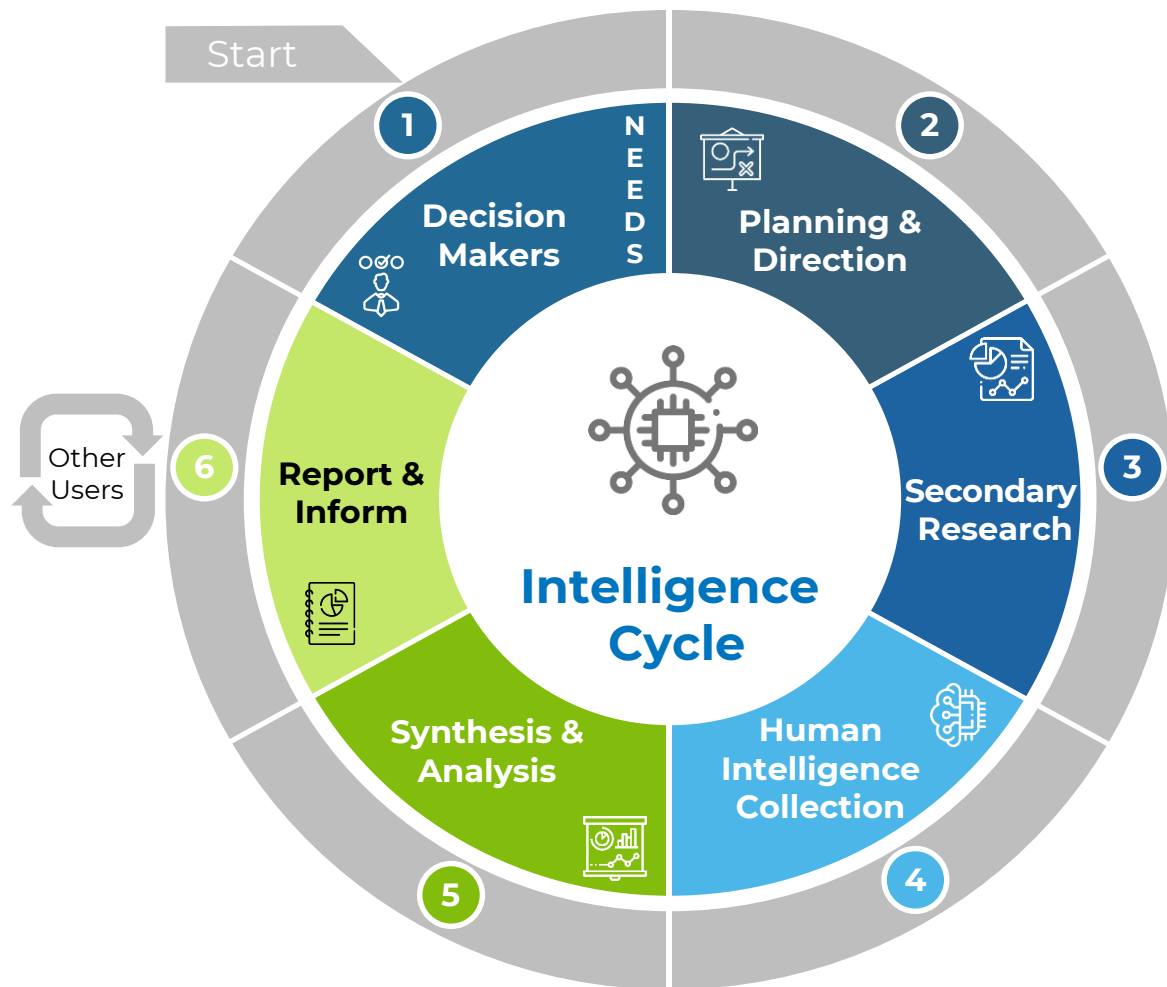 Start
1
Decision
Makers
NEEDS
2
Planning &
Direction
3
Secondary
Research
4
Human
Intelligence
Collection
5
Synthesis &
Analysis
6
Report &
Inform
Other
Users
Intelligence
Cycle